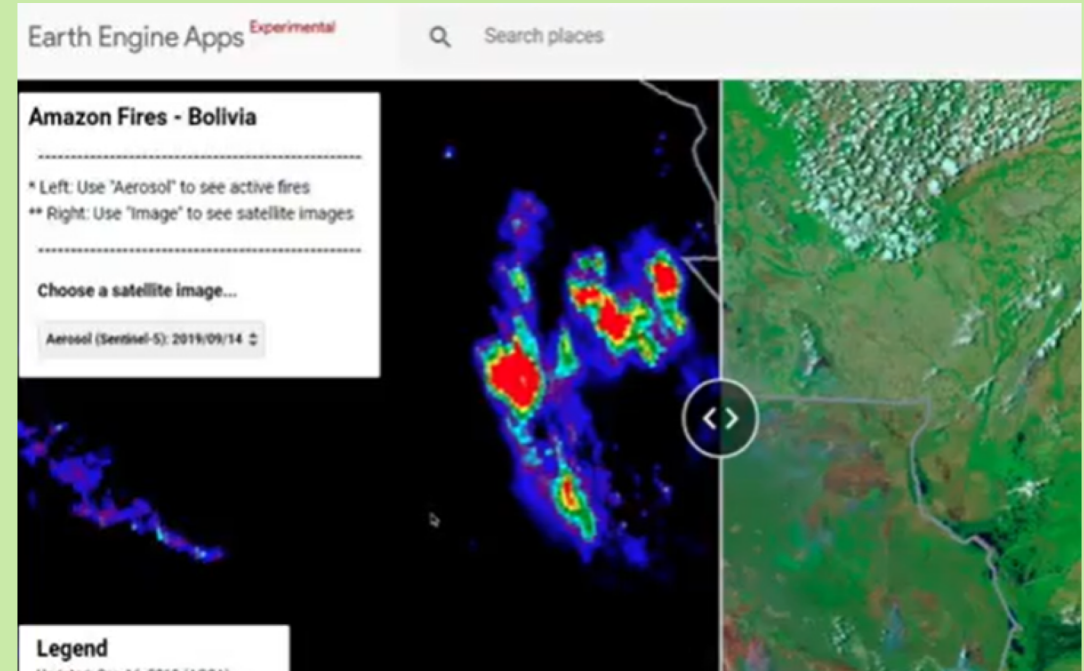 Earth Engine Apps Experimental
Search places
Amazon Fires - Bolivia
* Left: Use "Aerosol" to see active fires
** Right: Use "Image" to see satellite images
Choose a satellite image...
Aerosol (Sentinel-5): 2019/09/14
Legend